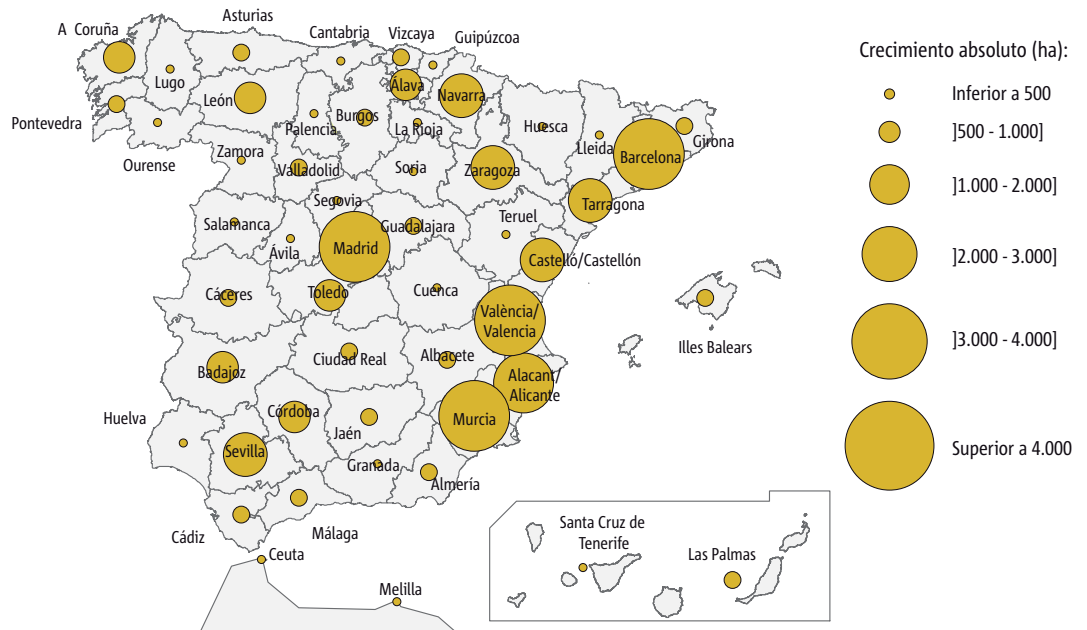 Asturias
A Coruña
Cantabria
Vizcaya
Guipúzcoa
Lugo
León
Álava
Navarra
Pontevedra
Palencia
Burgos
La Rioja
Huesca
Lleida
Girona
Barcelona
Ourense
Zamora
Valladolid
Soria
Zaragoza
Tarragona
Segovia
Salamanca
Guadalajara
Teruel
Ávila
Madrid
Castelló/Castellón
Cáceres
Toledo
Cuenca
València/
Valencia
Illes Balears
Badajoz
Ciudad Real
Albacete
Alacant/
Alicante
Huelva
Córdoba
Jaén
Murcia
Sevilla
Granada
Almería
Cádiz
Málaga
Ceuta
Melilla
Santa Cruz de
Tenerife
Las Palmas
Crecimiento absoluto (ha):
Inferior a 500
]500 - 1.000]
]1.000 - 2.000]
]2.000 - 3.000]
]3.000 - 4.000]
Superior a 4.000